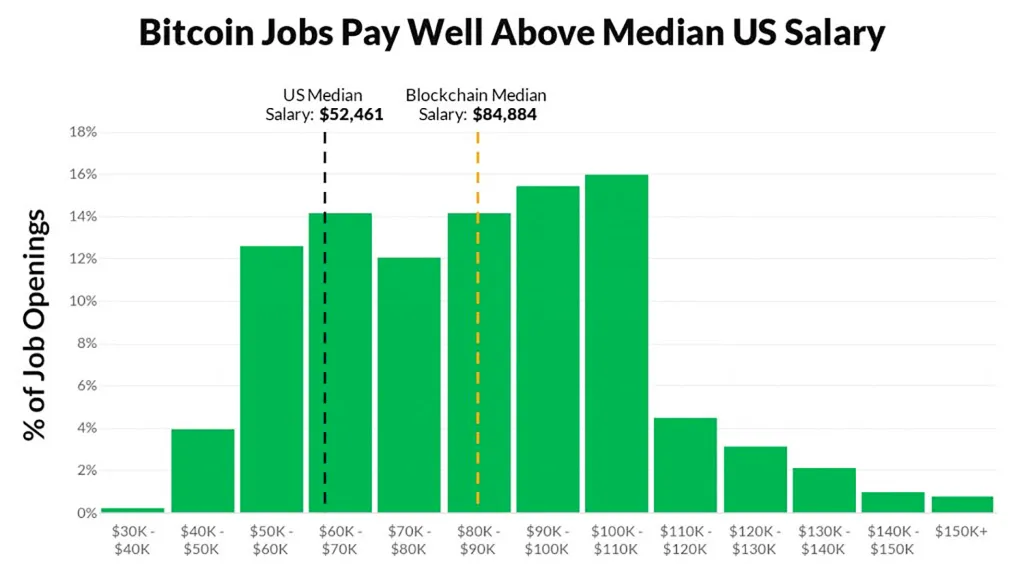 Bitcoin Jobs Pay Well Above Median US Salary
US Median
Salary: $52,461
Blockchain Median
Salary: $84,884
% of Job Openings
18%
16%
14%
12%
10%
8%
6%
4%
2%
0%
$30K -
$40K
$40K -
$50K
$50K -
$60K
$60K -
$70K
$70K -
$80K
$80K -
$90K
$90K -
$100K
$100K -
$110K
$110K -
$120K
$120K -
$130K
$130K -
$140K
$140K -
$150K
$150K+